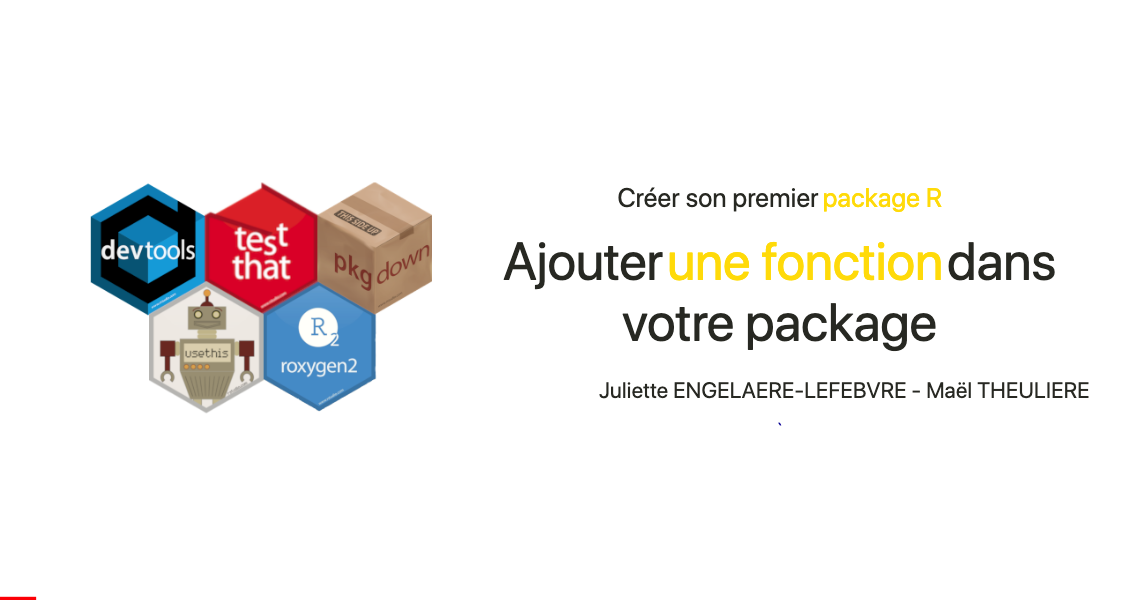 devtools
test
that
THIS SIDE UP
pkgdown
usethis
R
2
roxygen2
Créer son premier package R
Ajouter une fonction dans
votre package
Juliette ENGELAERE-LEFEBVRE - Maël THEULIERE
`